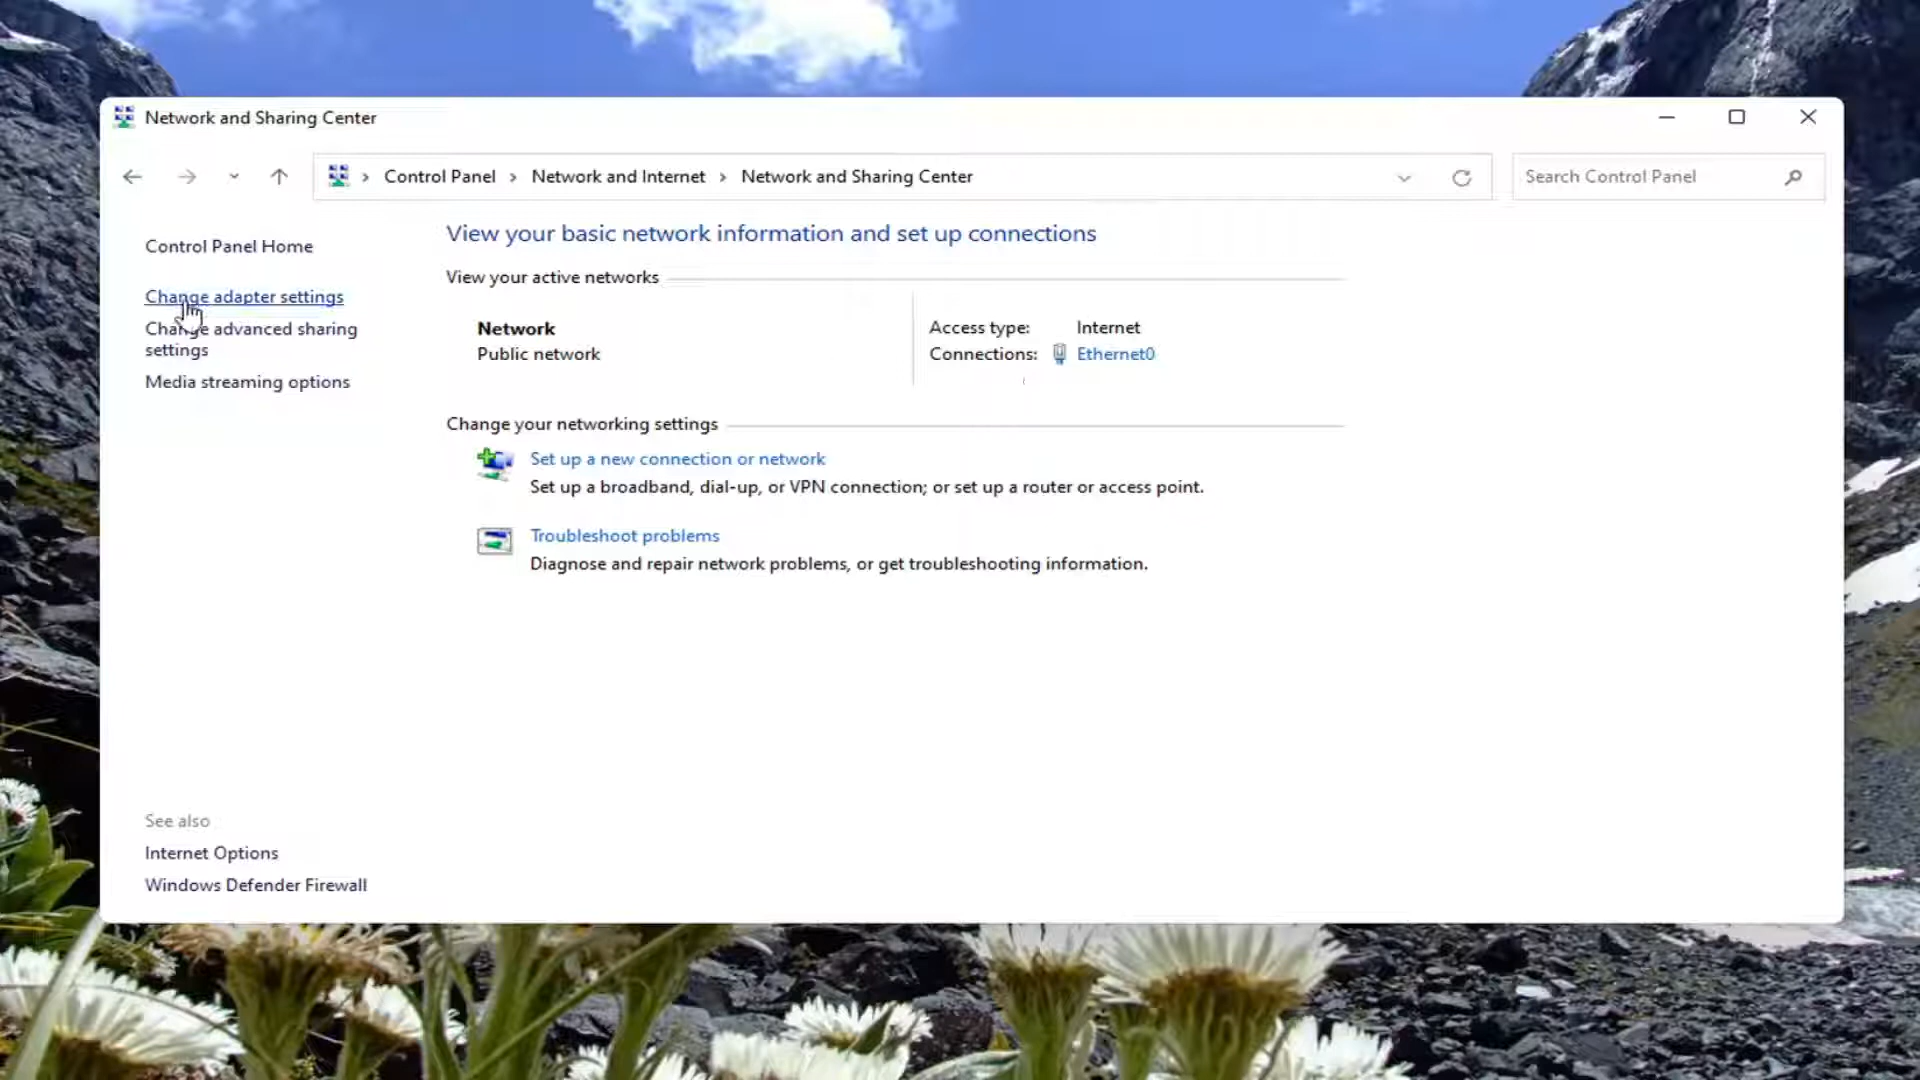 Network and Sharing Center
Control Panel > Network and Internet > Network and Sharing Center
Search Control Panel
Control Panel Home
Change adapter settings
Change advanced sharing
settings
Media streaming options
View your basic network information and set up connections
View your active networks
Network
Public network
Access type: Internet
Connections: Ethernet0
Change your networking settings
Set up a new connection or network
Set up a broadband, dial-up, or VPN connection; or set up a router or access point.
Troubleshoot problems
Diagnose and repair network problems, or get troubleshooting information.
See also
Internet Options
Windows Defender Firewall